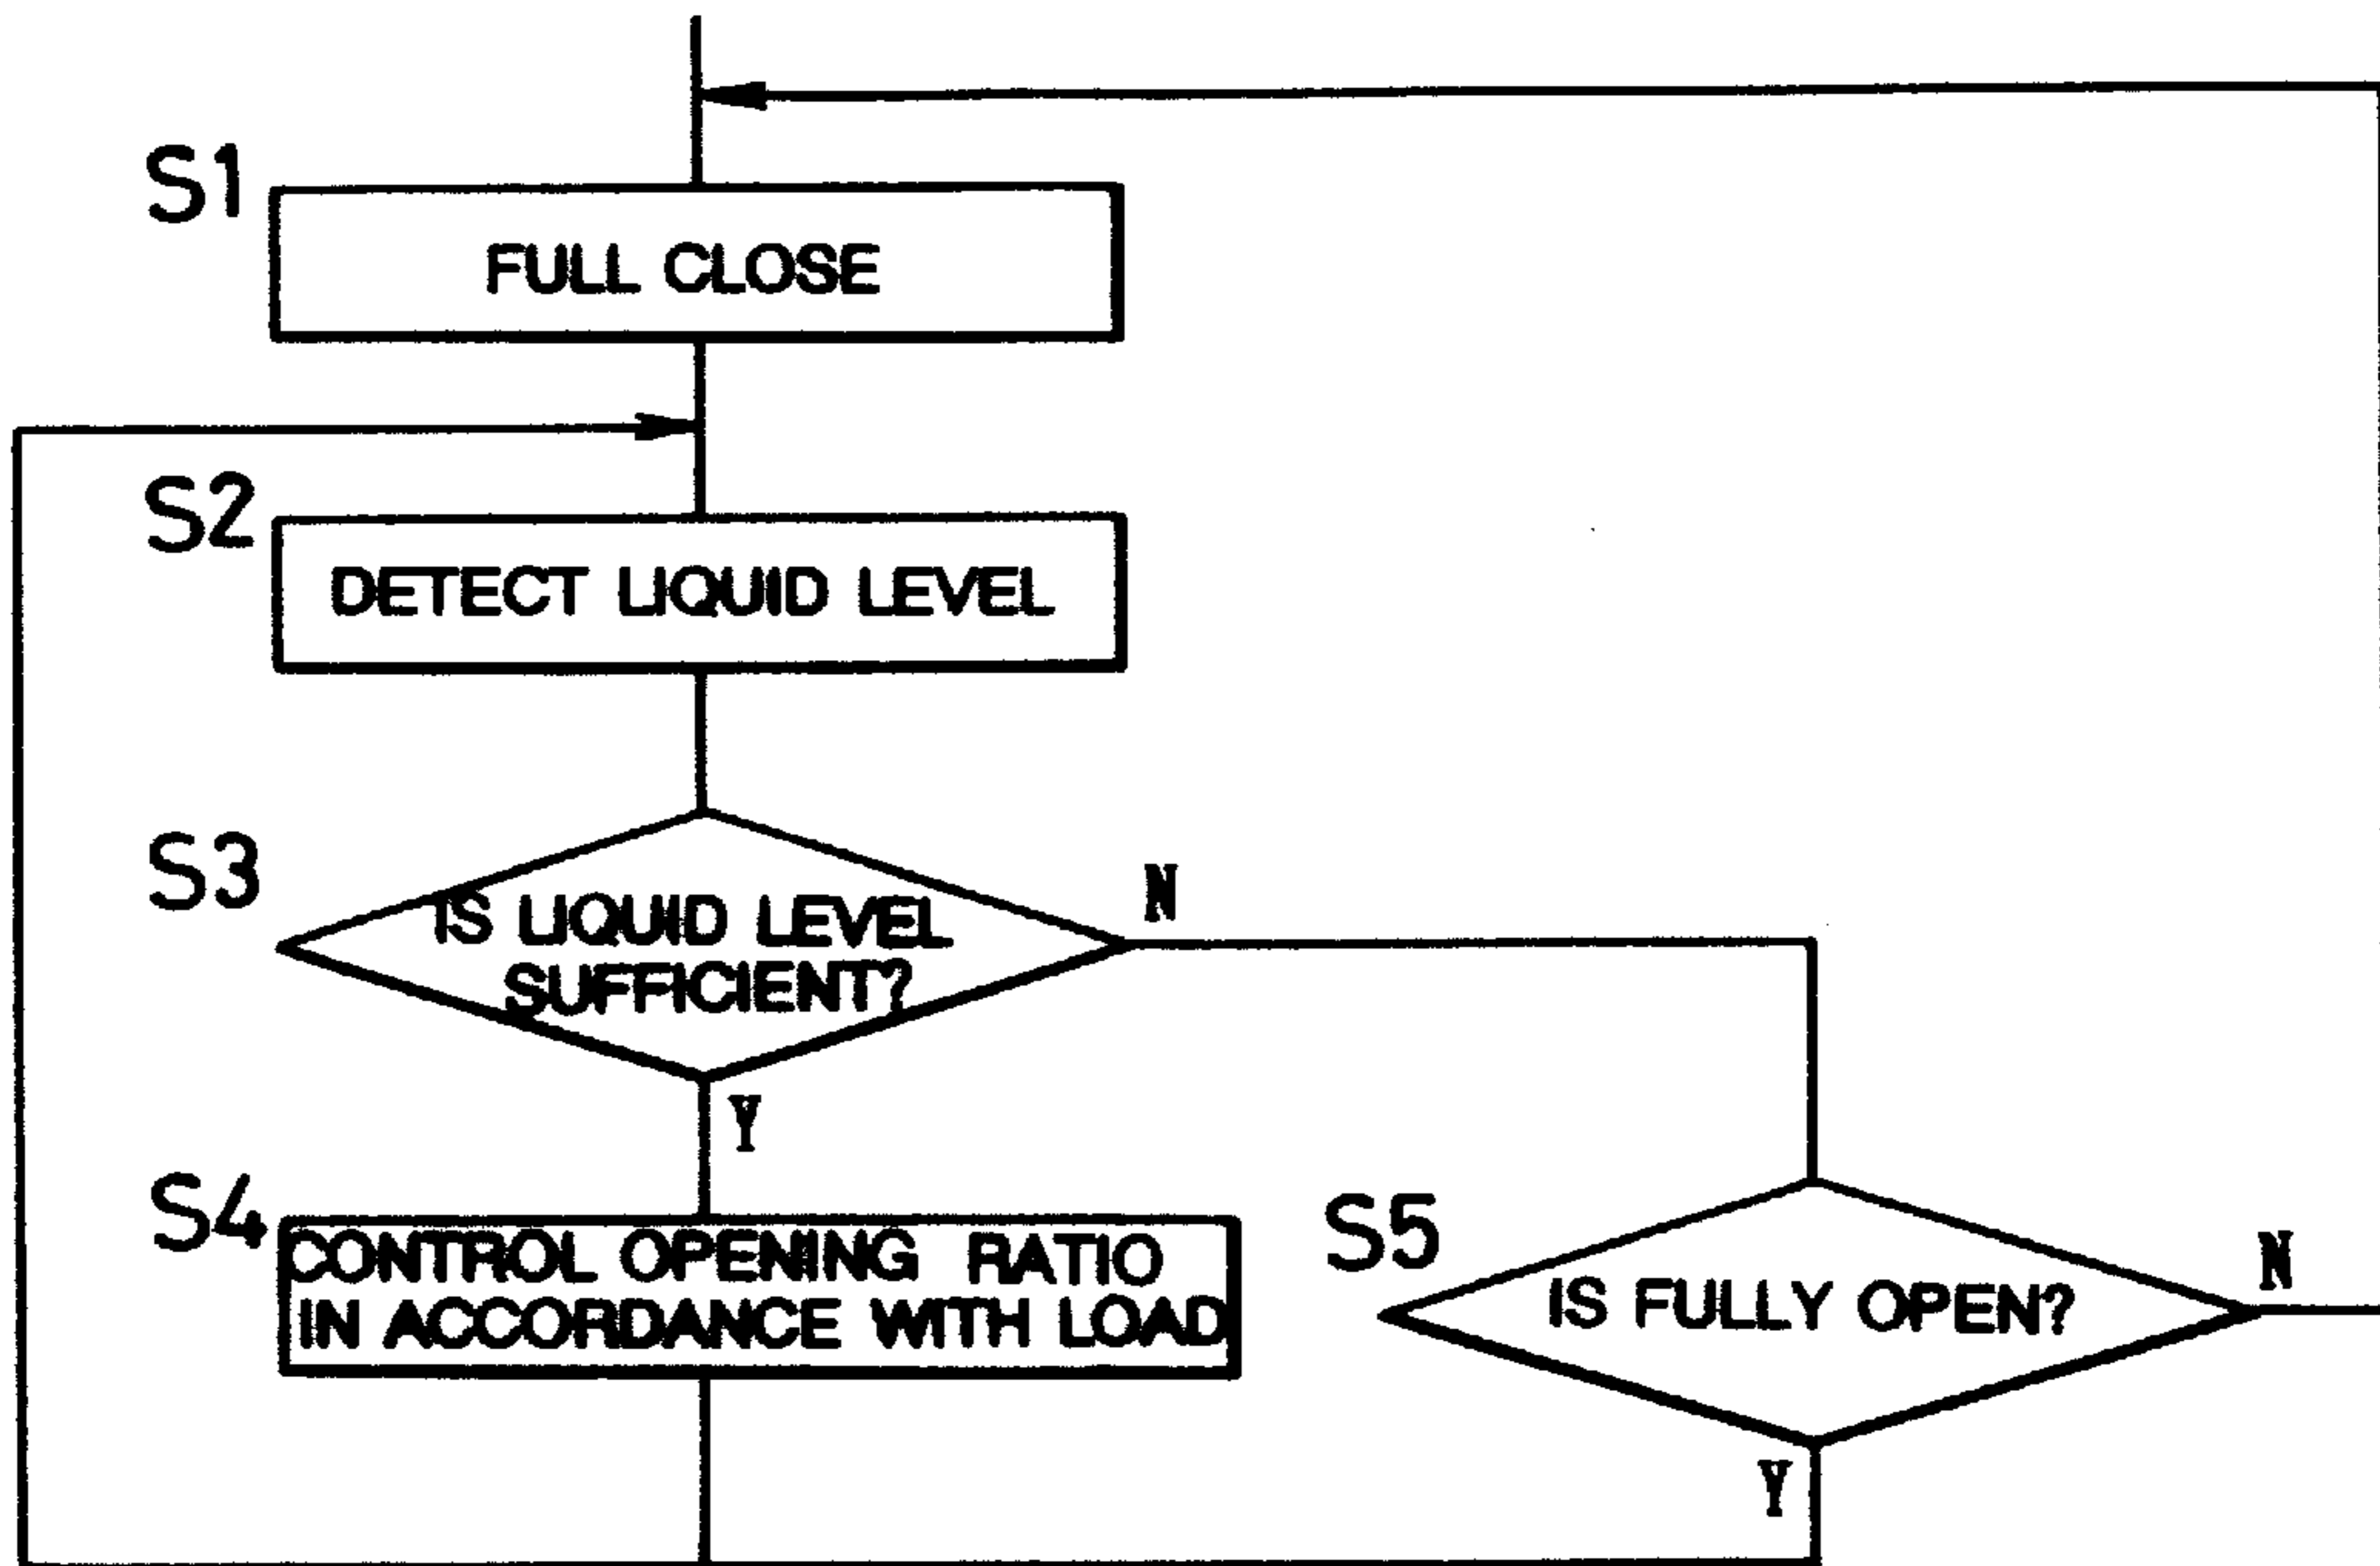 S1
FULL CLOSE
S2
DETECT LIQUID LEVEL
S3
IS LIQUID LEVEL
SUFFICIENT?
N
Y
S4
CONTROL OPENING RATIO
IN ACCORDANCE WITH LOAD
S5
IS FULLY OPEN?
N
Y